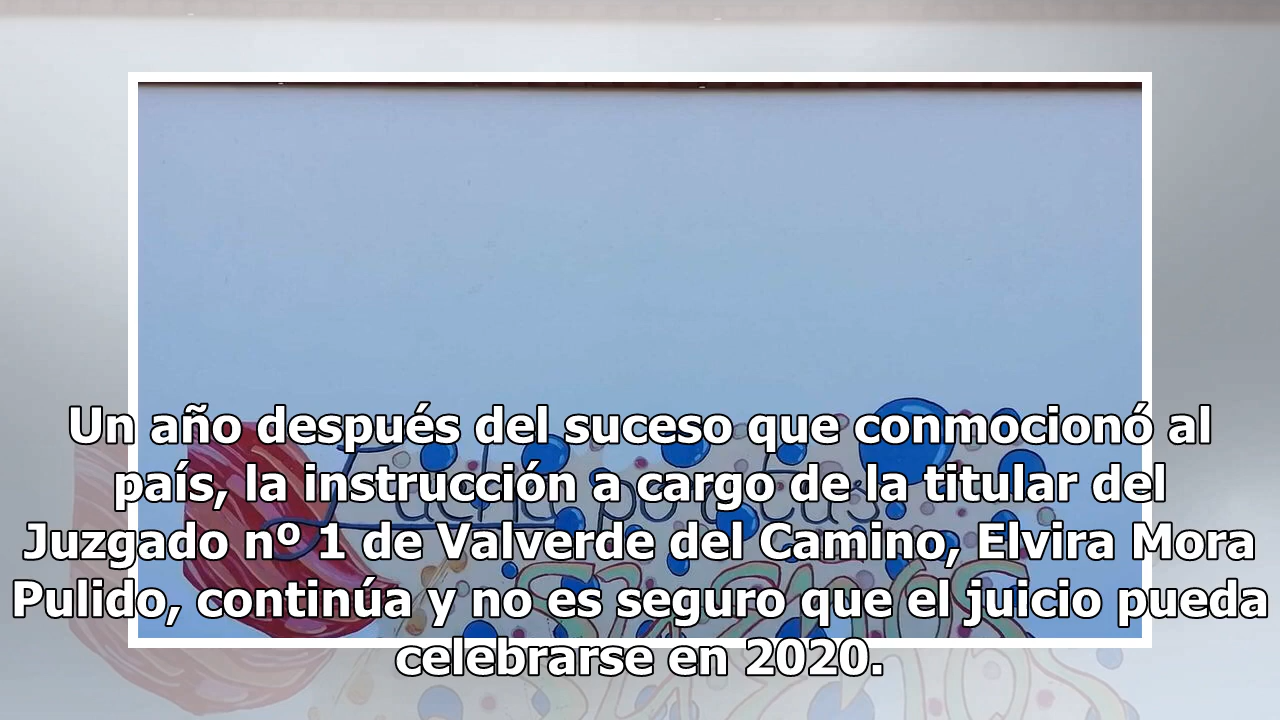 Un año después del suceso que conmocionó al
país, la instrucción a cargo de la titular del
Juzgado nº 1 de Valverde del Camino, Elvira Mora
Pulido, continúa y no es seguro que el juicio pueda
celebrarse en 2020.